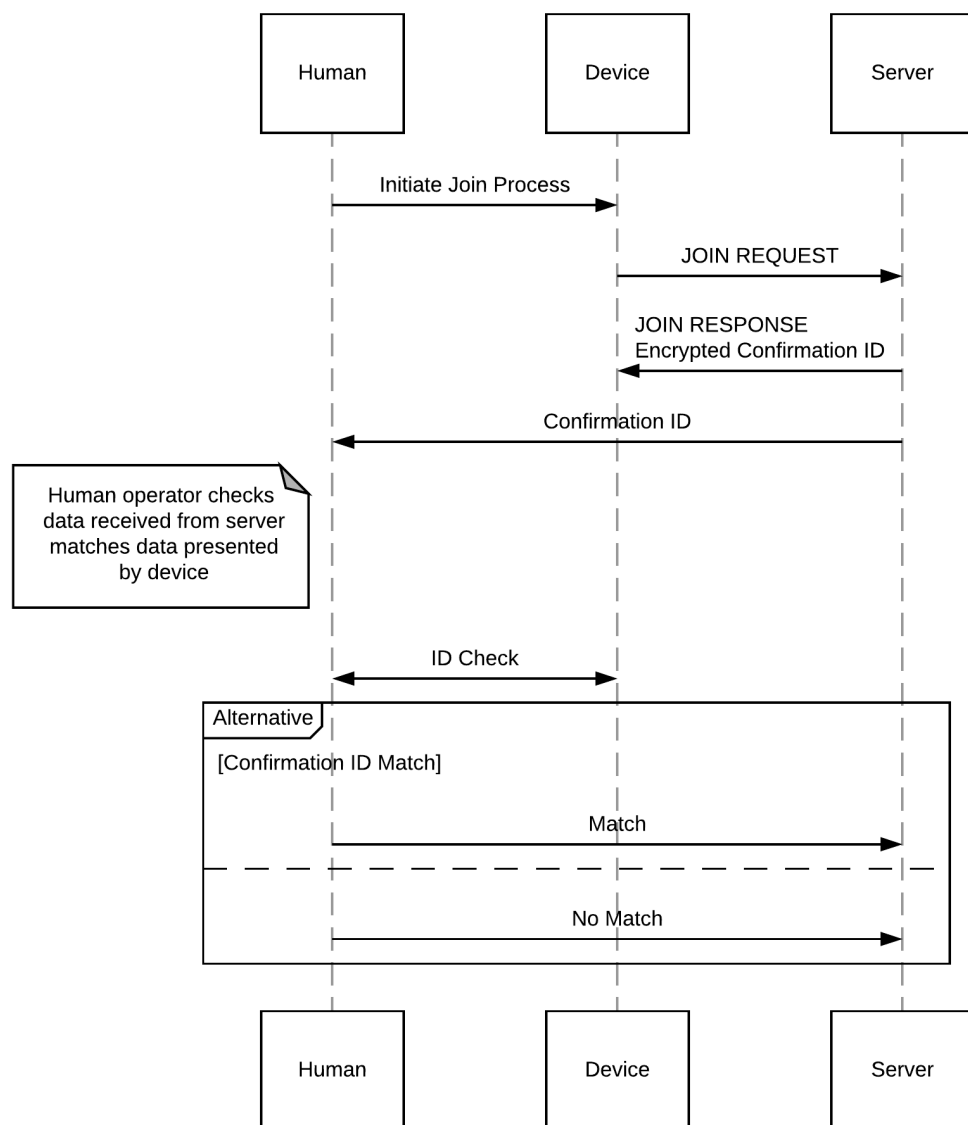 Human
Device
Server
Initiate Join Process
JOIN REQUEST
JOIN RESPONSE
Encrypted Confirmation ID
Confirmation ID
Human operator checks
data received from server
matches data presented
by device
ID Check
Alternative
[Confirmation ID Match]
Match
No Match
Human
Device
Server